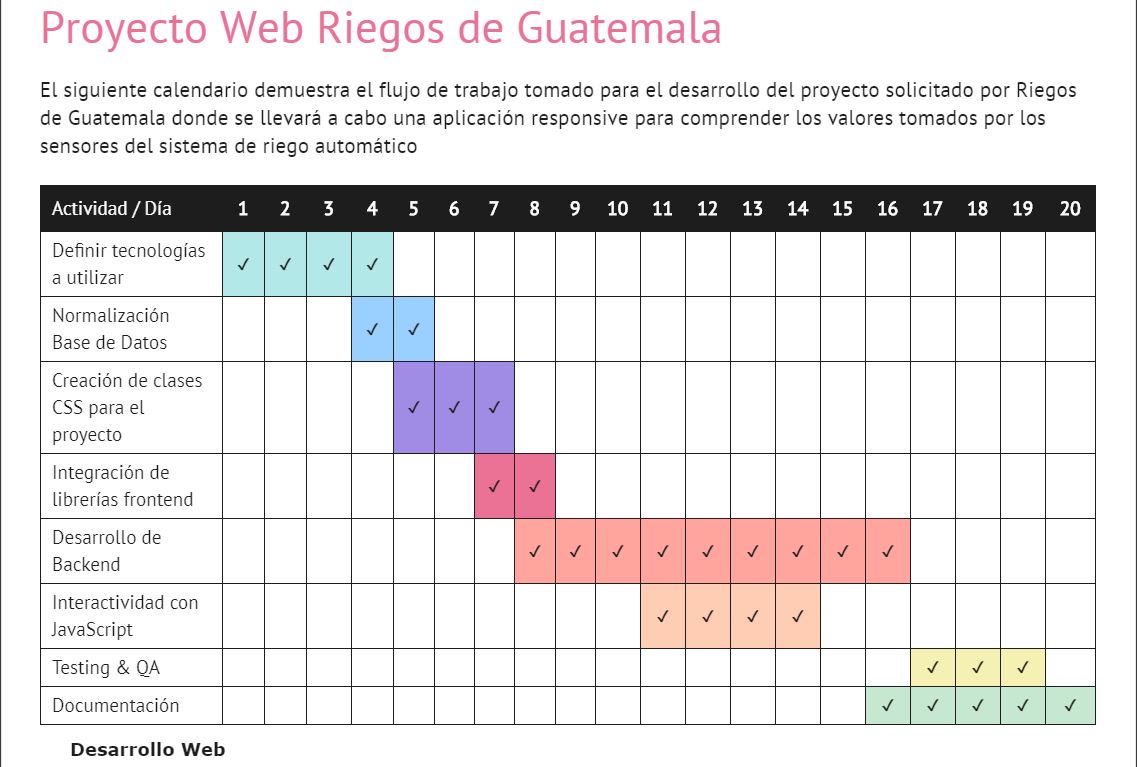 Proyecto Web Riegos de Guatemala
El siguiente calendario demuestra el flujo de trabajo tomado para el desarrollo del proyecto solicitado por Riegos
de Guatemala donde se llevará a cabo una aplicación responsive para comprender los valores tomados por los
sensores del sistema de riego automático
Actividad / Día 1 2 3 4 5 6 7 8 9 10 11 12 13 14 15 16 17 18 19 20
Definir tecnologías
a utilizar ✓ ✓ ✓ ✓
Normalización
Base de Datos ✓ ✓
Creación de clases
CSS para el ✓ ✓ ✓
proyecto
Integración de
librerías frontend ✓ ✓
Desarrollo de
Backend ✓ ✓ ✓ ✓ ✓ ✓ ✓ ✓ ✓
Interactividad con
JavaScript ✓ ✓ ✓ ✓
Testing & QA ✓ ✓ ✓
Documentación ✓ ✓ ✓ ✓ ✓
Desarrollo Web